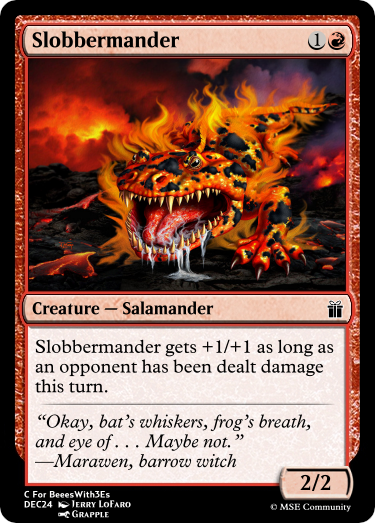 Slobbermander 1
Creature — Salamander
Slobbermander gets +1/+1 as long as
an opponent has been dealt damage
this turn.
“Okay, bat’s whiskers, frog’s breath,
and eye of . . . Maybe not.”
—Marawen, barrow witch
2/2
C For BeeesWith3Es
DEC24 Jerry LoFaro
Grapple
© MSE Community